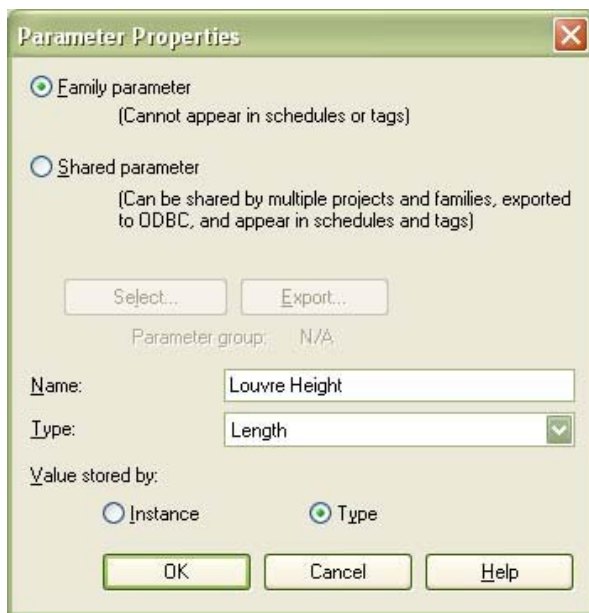 Parameter Properties
Family parameter
(Cannot appear in schedules or tags)
Shared parameter
(Can be shared by multiple projects and families, exported
to ODBC, and appear in schedules and tags)
Select... Export...
Parameter group: N/A
Name: Louvre Height
Type: Length
Value stored by:
Instance Type
OK Cancel Help